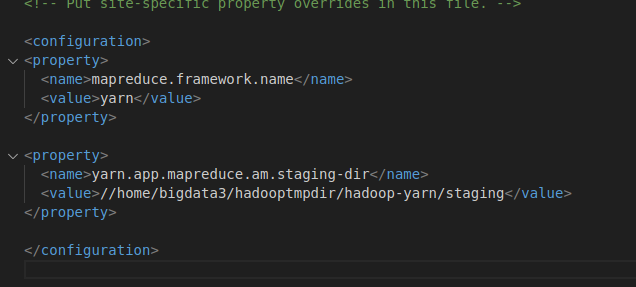 <!-- Put site-specific property overrides in this file. -->
<configuration>
<property>
<name>mapreduce.framework.name</name>
<value>yarn</value>
</property>
<property>
<name>yarn.app.mapreduce.am.staging-dir</name>
<value>//home/bigdata3/hadooptmpdir/hadoop-yarn/staging</value>
</property>
</configuration>